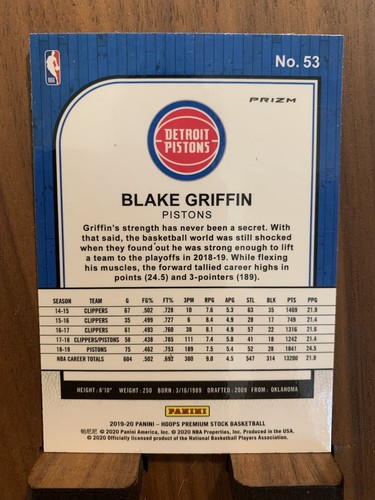 No. 53
NBA
PRIZM
DETROIT
PISTONS
BLAKE GRIFFIN
PISTONS
Griffin's strength has never been a secret. With
that said, the basketball world was still shocked
when they found out he was strong enough to lift
a team to the playoffs in 2018-19. While flexing
his muscles, the forward tallied career highs in
points (24.5) and 3-pointers (189).
SEASON TEAM G FG% FT% 3PM RPG APG STL BLK PTS PPG
14-15 CLIPPERS 67 .502 .728 10 7.6 5.3 63 35 1469 21.9
15-16 CLIPPERS 35 .499 .727 6 8.4 4.9 28 17 749 21.4
16-17 CLIPPERS 61 .493 .760 38 8.1 4.9 57 22 1316 21.6
17-18 CLIPPERS/PISTONS 58 .438 .785 111 7.4 5.8 41 18 1242 21.4
18-19 PISTONS 75 .462 .753 189 7.5 5.4 52 28 1841 24.5
NBA CAREER TOTALS 604 .502 .692 380 9.0 4.5 547 314 13200 21.9
HEIGHT: 6'10" WEIGHT: 250 BORN: 3/16/1989 DRAFTED: 2009 FROM: OKLAHOMA
PANINI
2019-20 PANINI – HOOPS PREMIUM STOCK BASKETBALL
帕尼尼 © 2020 Panini America, Inc. © 2020 NBA Properties, Inc. Produced in the USA.
© 2020 Officially licensed product of the National Basketball Players Association.